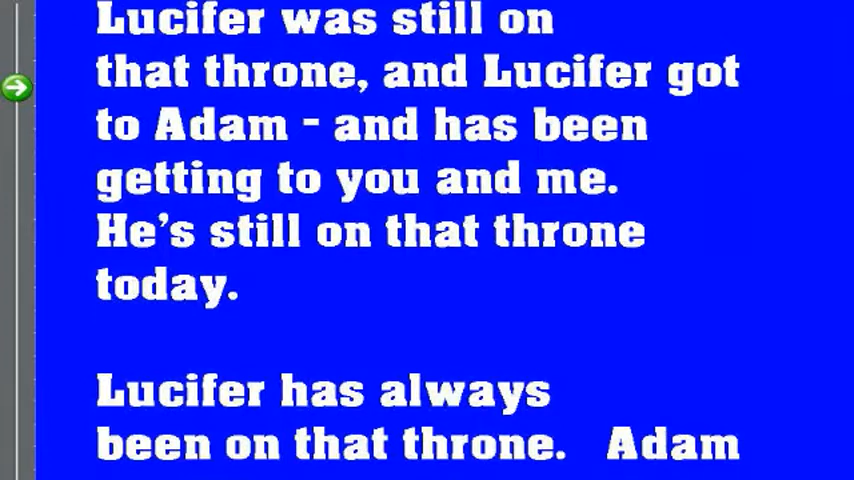 Lucifer was still on
that throne, and Lucifer got
to Adam - and has been
getting to you and me.
He's still on that throne
today.
Lucifer has always
been on that throne. Adam